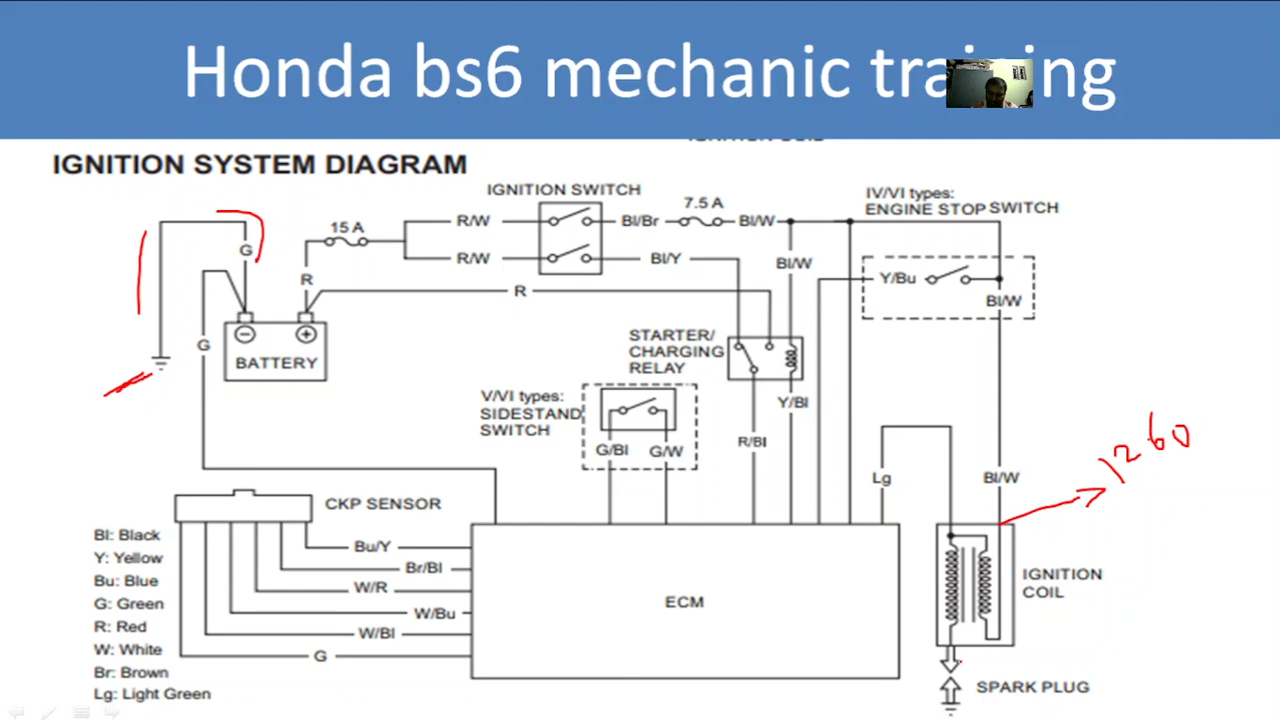 Honda bs6 mechanic training
IGNITION SYSTEM DIAGRAM
IGNITION SWITCH
7.5 A
IV/VI types:
ENGINE STOP SWITCH
15 A
R/W
Bl/Br
Bl/W
G
R/W
Bl/Y
Bl/W
Y/Bu
R
R
Bl/W
G
BATTERY
STARTER/
CHARGING
RELAY
V/VI types:
SIDESTAND
SWITCH
Y/Bl
G/Bl
G/W
R/Bl
1260
Lg
Bl/W
CKP SENSOR
Bl: Black
Y: Yellow
Bu: Blue
G: Green
R: Red
W: White
Br: Brown
Lg: Light Green
Bu/Y
Br/Bl
W/R
W/Bu
W/Bl
G
ECM
IGNITION
COIL
SPARK PLUG